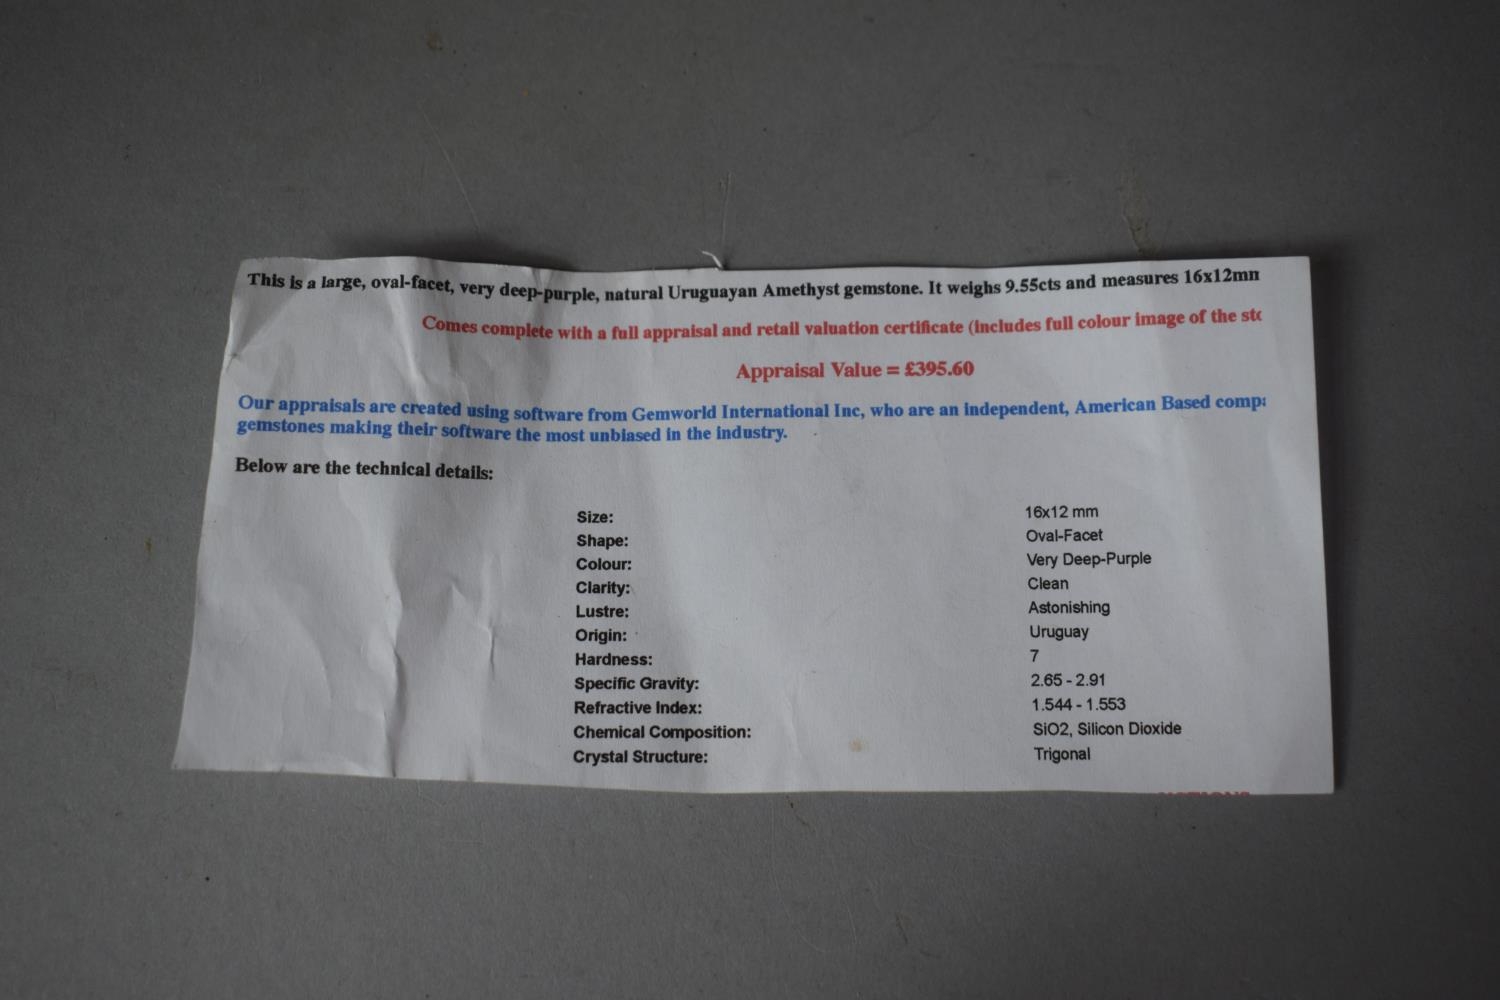 This is a large, oval-facet, very deep-purple, natural Uruguayan Amethyst gemstone. It weighs 9.55cts and measures 16x12mn
Comes complete with a full appraisal and retail valuation certificate (includes full colour image of the
Appraisal Value = £395.60
Our appraisals are created using software from Gemworld International Inc, who are an independent, American Based
gemstones making their software the most unbiased in the industry.
Below are the technical details:
Size: 16x12 mm
Shape: Oval-Facet
Colour: Very Deep-Purple
Clarity: Clean
Lustre: Astonishing
Origin: Uruguay
Hardness: 7
Specific Gravity: 2.65 - 2.91
Refractive Index: 1.544 - 1.553
Chemical Composition: SiO2, Silicon Dioxide
Crystal Structure: Trigonal